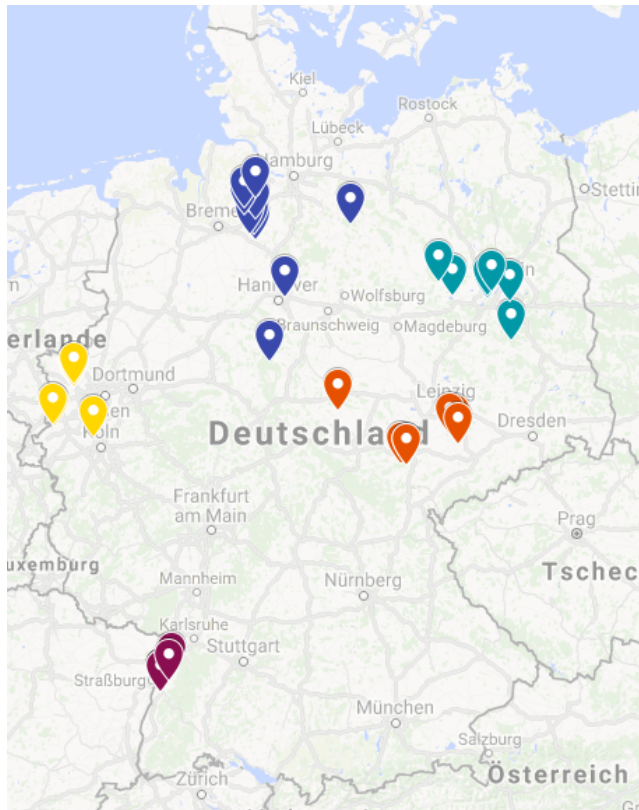 Kiel
Rostock
Lübeck
Hamburg
Stettin
Bremen
Hannover
Wolfsburg
Braunschweig
Magdeburg
erlande
Dortmund
Leipzig
Dresden
Köln
Deutschland
Frankfurt
am Main
Prag
uxemburg
Tschec
Mannheim
Nürnberg
Karlsruhe
Stuttgart
Straßburg
München
Salzburg
Zürich
Österreich